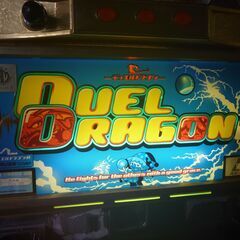 DUEL
DRAGON
He fights for the others with a good grace.